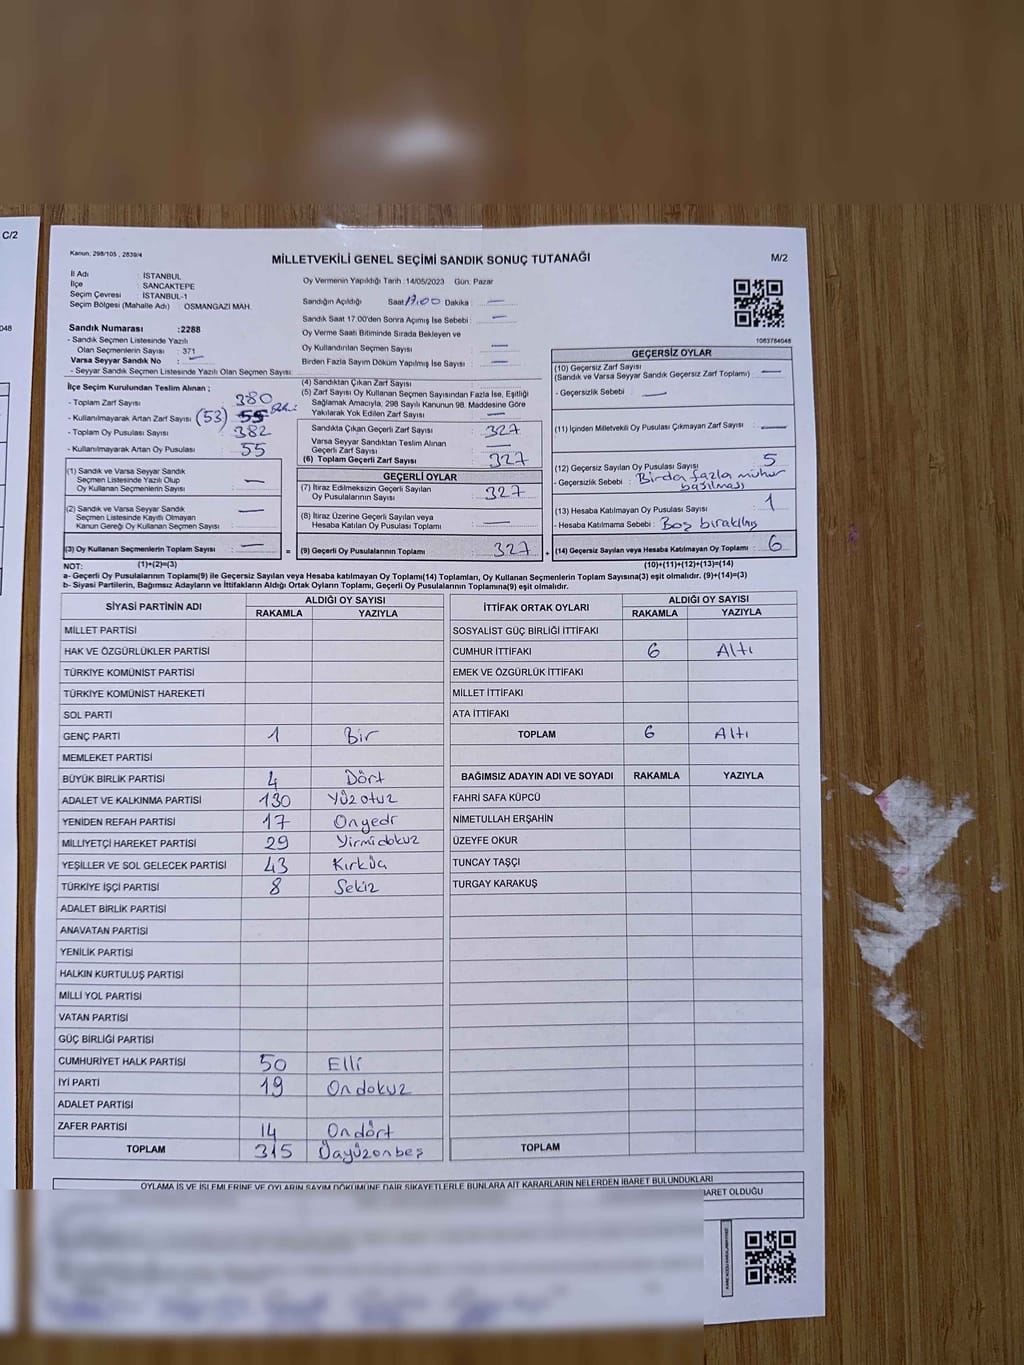 C/2
048
Kanun, 298/105 , 2839/4
MİLLETVEKİLİ GENEL SEÇİMİ SANDIK SONUÇ TUTANAĞI
M/2
İl Adı : İSTANBUL
İlçe : SANCAKTEPE
Seçim Çevresi : İSTANBUL-1
Seçim Bölgesi (Mahalle Adı) : OSMANGAZİ MAH.
Sandık Numarası :2288
- Sandık Seçmen Listesinde Yazılı
Olan Seçmenlerin Sayısı : 371
Varsa Seyyar Sandık No : —
- Seyyar Sandık Seçmen Listesinde Yazılı Olan Seçmen Sayısı:
Oy Vermenin Yapıldığı Tarih : 14/05/2023 Gün: Pazar
Sandığın Açıldığı Saat 17:00 Dakika : —
Sandık Saat 17.00'den Sonra Açımış İse Sebebi : —
Oy Verme Saati Bitiminde Sırada Bekleyen ve
Oy Kullandırılan Seçmen Sayısı —
Birden Fazla Sayım Döküm Yapılmış İse Sayısı : —
1063784048
İlçe Seçim Kurulundan Teslim Alınan ;
- Toplam Zarf Sayısı : 380
- Kullanılmayarak Artan Zarf Sayısı (53) 55
- Toplam Oy Pusulası Sayısı : 382
- Kullanılmayarak Artan Oy Pusulası 55
(1) Sandık ve Varsa Seyyar Sandık
Seçmen Listesinde Yazılı Olup
Oy Kullanan Seçmenlerin Sayısı : —
(2) Sandık ve Varsa Seyyar Sandık
Seçmen Listesinde Kayıtlı Olmayan
Kanun Gereği Oy Kullanan Seçmen Sayısı : —
(3) Oy Kullanan Seçmenlerin Toplam Sayısı : —
(4) Sandıktan Çıkan Zarf Sayısı :
(5) Zarf Sayısı Oy Kullanan Seçmen Sayısından Fazla İse, Eşitliği
Sağlamak Amacıyla, 298 Sayılı Kanunun 98. Maddesine Göre
Yakılarak Yok Edilen Zarf Sayısı : —
Sandıkta Çıkan Geçerli Zarf Sayısı : 327
Varsa Seyyar Sandıktan Teslim Alınan
Geçerli Zarf Sayısı : —
(6) Toplam Geçerli Zarf Sayısı : 327
GEÇERLİ OYLAR
(7) İtiraz Edilmeksizin Geçerli Sayılan
Oy Pusulalarının Sayısı : 327
(8) İtiraz Üzerine Geçerli Sayılan veya
Hesaba Katılan Oy Pusulası Toplamı : —
= (9) Geçerli Oy Pusulalarının Toplamı : 327
GEÇERSİZ OYLAR
(10) Geçersiz Zarf Sayısı
(Sandık ve Varsa Seyyar Sandık Geçersiz Zarf Toplamı) : —
- Geçersizlik Sebebi : —
(11) İçinden Milletvekili Oy Pusulası Çıkmayan Zarf Sayısı : —
(12) Geçersiz Sayılan Oy Pusulası Sayısı : 5
- Geçersizlik Sebebi : Birden fazla mühür
basılması
(13) Hesaba Katılmayan Oy Pusulası Sayısı : 1
- Hesaba Katılmama Sebebi : Boş bırakılmış
+ (14) Geçersiz Sayılan veya Hesaba Katılmayan Oy Toplamı : 6
NOT: (1)+(2)=(3) (10)+(11)+(12)+(13)=(14)
a- Geçerli Oy Pusulalarının Toplamı(9) ile Geçersiz Sayılan veya Hesaba katılmayan Oy Toplamı(14) Toplamları, Oy Kullanan Seçmenlerin Toplam Sayısına(3) eşit olmalıdır. (9)+(14)=(3)
b- Siyasi Partilerin, Bağımsız Adayların ve İttifakların Aldığı Ortak Oyların Toplamı, Geçerli Oy Pusulalarının Toplamına(9) eşit olmalıdır.
SİYASİ PARTİNİN ADI ALDIĞI OY SAYISI
RAKAMLA YAZIYLA
MİLLET PARTİSİ
HAK VE ÖZGÜRLÜKLER PARTİSİ
TÜRKİYE KOMÜNİST PARTİSİ
TÜRKİYE KOMÜNİST HAREKETİ
SOL PARTİ
GENÇ PARTİ 1 Bir
MEMLEKET PARTİSİ
BÜYÜK BİRLİK PARTİSİ 4 Dört
ADALET VE KALKINMA PARTİSİ 130 Yüz otuz
YENİDEN REFAH PARTİSİ 17 Onyedr
MİLLİYETÇİ HAREKET PARTİSİ 29 Yirmidokuz
YEŞİLLER VE SOL GELECEK PARTİSİ 43 Kırküç
TÜRKİYE İŞÇİ PARTİSİ 8 Sekiz
ADALET BİRLİK PARTİSİ
ANAVATAN PARTİSİ
YENİLİK PARTİSİ
HALKIN KURTULUŞ PARTİSİ
MİLLİ YOL PARTİSİ
VATAN PARTİSİ
GÜÇ BİRLİĞİ PARTİSİ
CUMHURİYET HALK PARTİSİ 50 Elli
İYİ PARTİ 19 Ondokuz
ADALET PARTİSİ
ZAFER PARTİSİ 14 Ondört
TOPLAM 315 Üçyüzonbeş
İTTİFAK ORTAK OYLARI ALDIĞI OY SAYISI
RAKAMLA YAZIYLA
SOSYALİST GÜÇ BİRLİĞİ İTTİFAKI
CUMHUR İTTİFAKI 6 Altı
EMEK VE ÖZGÜRLÜK İTTİFAKI
MİLLET İTTİFAKI
ATA İTTİFAKI
TOPLAM 6 Altı
BAĞIMSIZ ADAYIN ADI VE SOYADI RAKAMLA YAZIYLA
FAHRİ SAFA KÜPCÜ
NİMETULLAH ERŞAHİN
ÜZEYFE OKUR
TUNCAY TAŞÇI
TURGAY KARAKUŞ
TOPLAM
OYLAMA İŞ VE İŞLEMLERİNE VE OYLARIN SAYIM DÖKÜMÜNE DAİR ŞİKAYETLERLE BUNLARA AİT KARARLARIN NELERDEN İBARET BULUNDUKLARI
BARET OLDUĞU